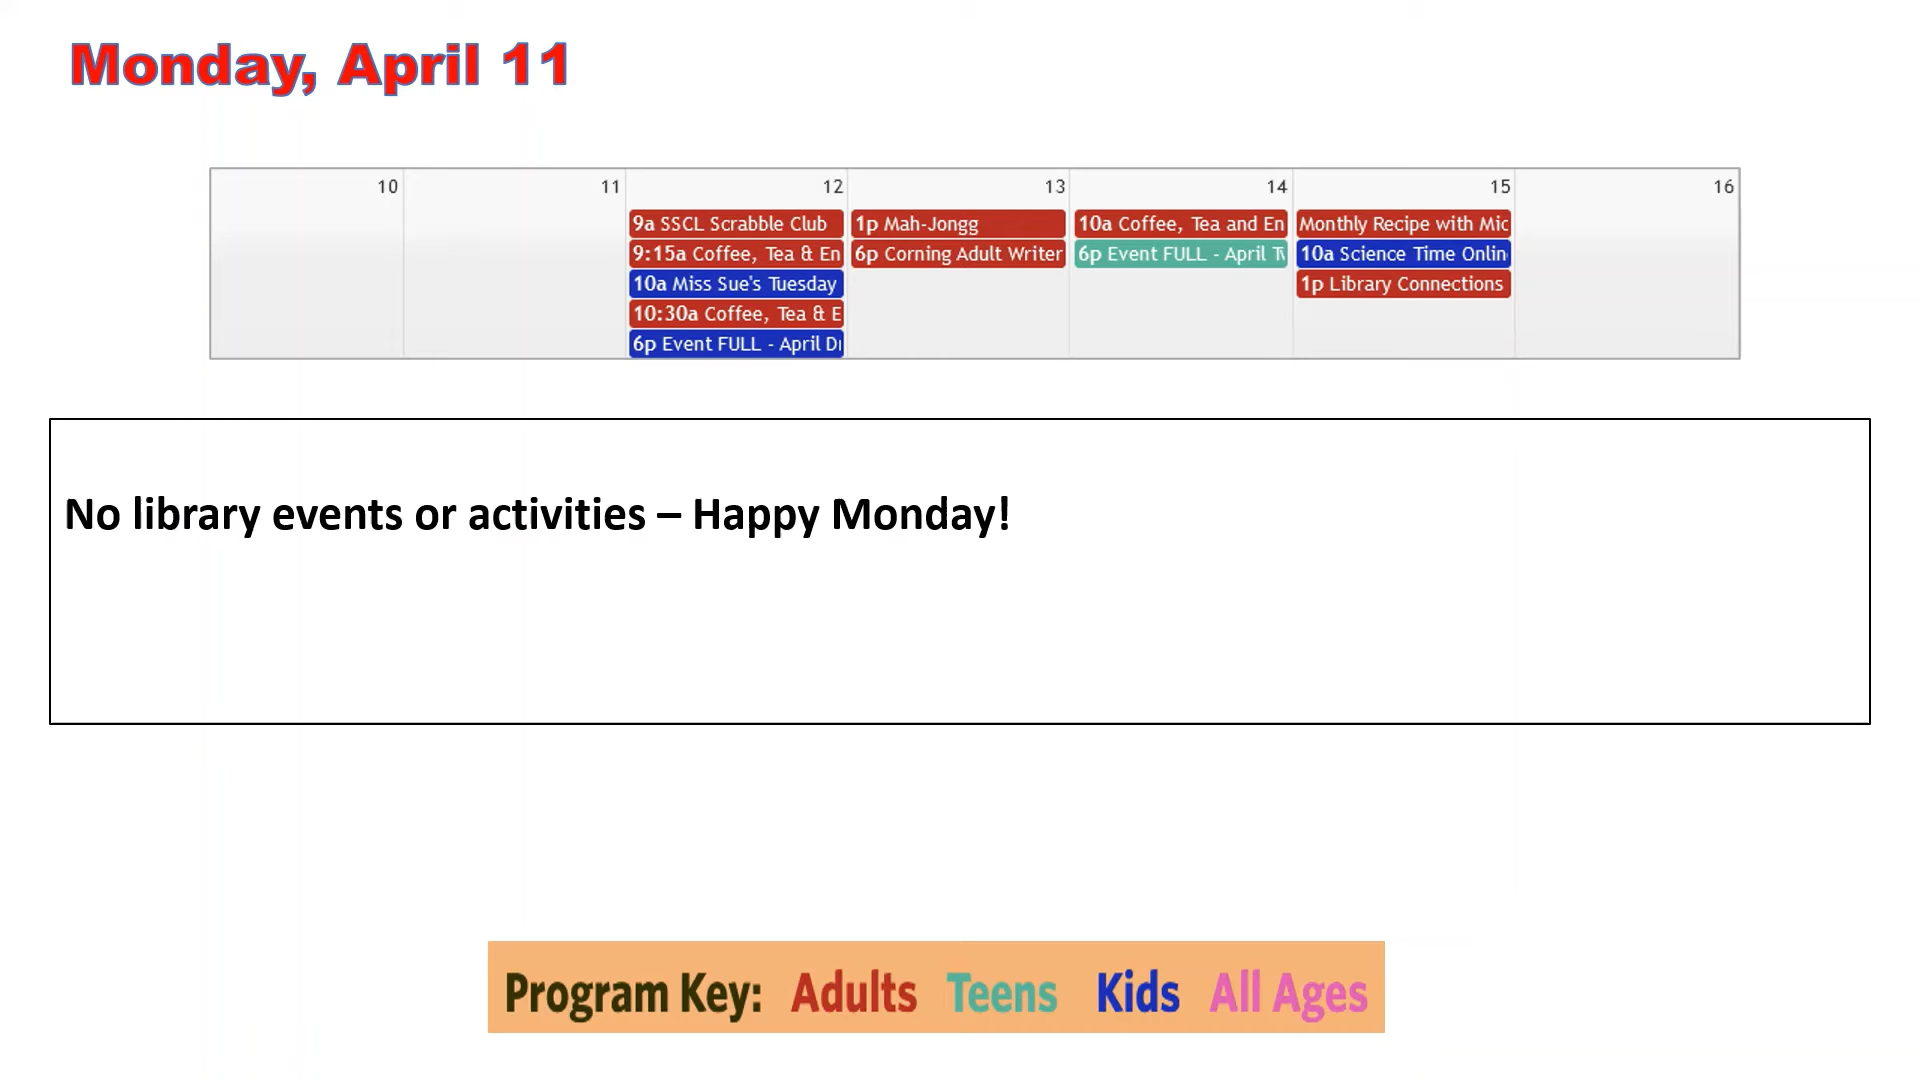 Monday, April 11
10 11 12 13 14 15 16
9a SSCL Scrabble Club
9:15a Coffee, Tea & En
10a Miss Sue's Tuesday
10:30a Coffee, Tea & E
6p Event FULL - April
1p Mah-Jongg
6p Corning Adult Writer
10a Coffee, Tea and En
6p Event FULL - April
Monthly Recipe with Mic
10a Science Time Onlin
1p Library Connections
No library events or activities – Happy Monday!
Program Key: Adults Teens Kids All Ages